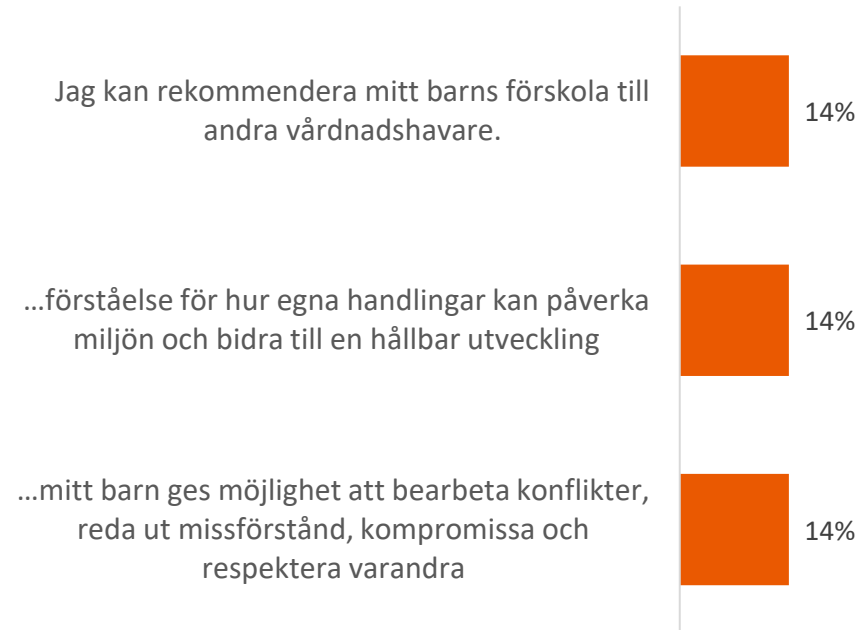 Jag kan rekommendera mitt barns förskola till
andra vårdnadshavare.
14%
…förståelse för hur egna handlingar kan påverka
miljön och bidra till en hållbar utveckling
14%
…mitt barn ges möjlighet att bearbeta konflikter,
reda ut missförstånd, kompromissa och
respektera varandra
14%